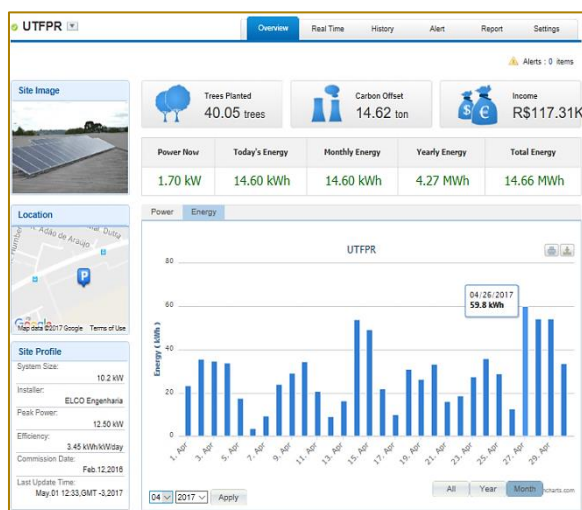 UTFPR
Overview
Real Time
History
Alert
Report
Settings
Alerts : 0 items
Site Image
Trees Planted
40.05 trees
Carbon Offset
14.62 ton
Income
R$117.31K
Power Now
Today's Energy
Monthly Energy
Yearly Energy
Total Energy
1.70 kW
14.60 kWh
14.60 kWh
4.27 MWh
14.66 MWh
Location
Adão de Araujo
Dutra
P
Google
Map data ©2017 Google
Terms of Use
Power
Energy
UTFPR
04/26/2017
59.8 kWh
Energy ( kWh )
80
60
40
20
0
1. Apr
3. Apr
5. Apr
7. Apr
9. Apr
11. Apr
13. Apr
15. Apr
17. Apr
19. Apr
21. Apr
23. Apr
25. Apr
27. Apr
29. Apr
Site Profile
System Size:
10.2 kW
Installer:
ELCO Engenharia
Peak Power:
12.50 kW
Efficiency:
3.45 kWh/kW/day
Commission Date:
Feb.12,2016
Last Update Time:
May.01 12:33,GMT -3,2017
04
2017
Apply
All
Year
Month
hcharts.com